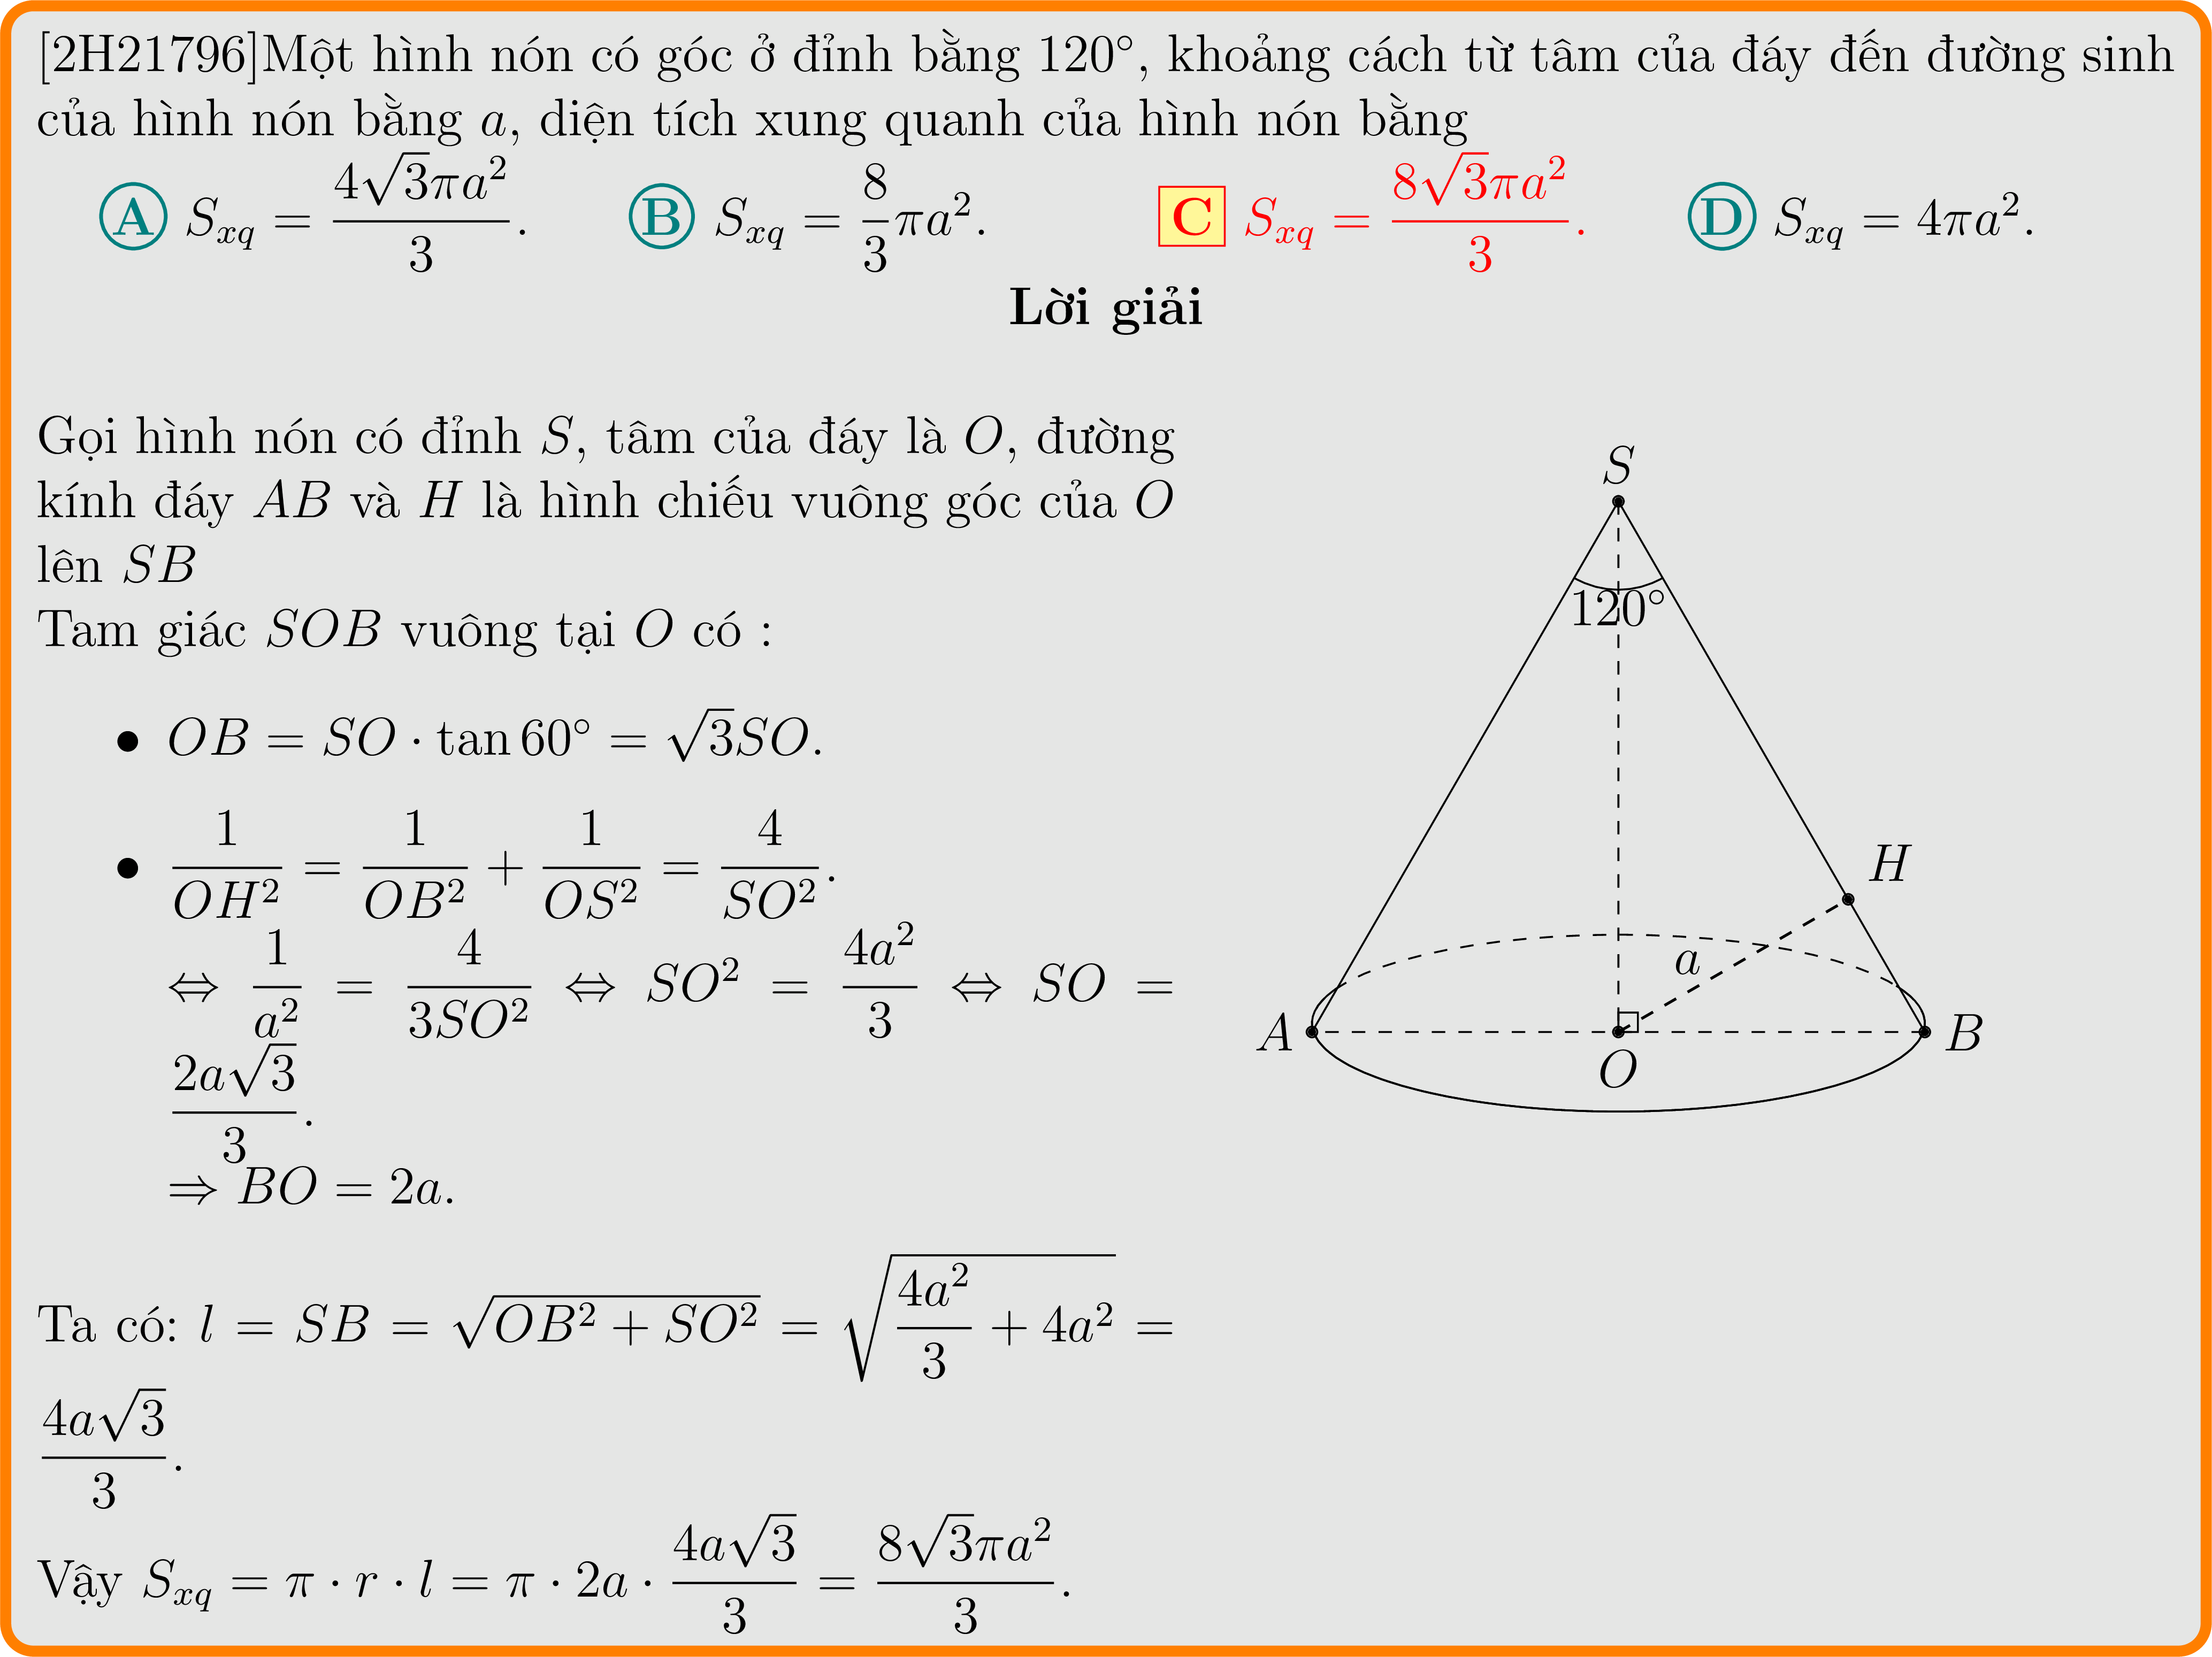 [2H21796]Một hình nón có góc ở đỉnh bằng 120°, khoảng cách từ tâm của đáy đến đường sinh
của hình nón bằng a, diện tích xung quanh của hình nón bằng
A $S_{xq} = \frac{4\sqrt{3}\pi a^2}{3}$. B $S_{xq} = \frac{8}{3}\pi a^2$. C $S_{xq} = \frac{8\sqrt{3}\pi a^2}{3}$. D $S_{xq} = 4\pi a^2$.
Lời giải
Gọi hình nón có đỉnh S, tâm của đáy là O, đường
kính đáy AB và H là hình chiếu vuông góc của O
lên SB
Tam giác SOB vuông tại O có :
• $OB = SO \cdot \tan 60^\circ = \sqrt{3}SO$.
• $\frac{1}{OH^2} = \frac{1}{OB^2} + \frac{1}{OS^2} = \frac{4}{SO^2}$.
$\Leftrightarrow \frac{1}{a^2} = \frac{4}{3SO^2} \Leftrightarrow SO^2 = \frac{4a^2}{3} \Leftrightarrow SO =$
$\frac{2a\sqrt{3}}{3}$.
$\Rightarrow BO = 2a$.
Ta có: $l = SB = \sqrt{OB^2 + SO^2} = \sqrt{\frac{4a^2}{3} + 4a^2} =$
$\frac{4a\sqrt{3}}{3}$.
Vậy $S_{xq} = \pi \cdot r \cdot l = \pi \cdot 2a \cdot \frac{4a\sqrt{3}}{3} = \frac{8\sqrt{3}\pi a^2}{3}$.
S
120°
H
a
A
O
B